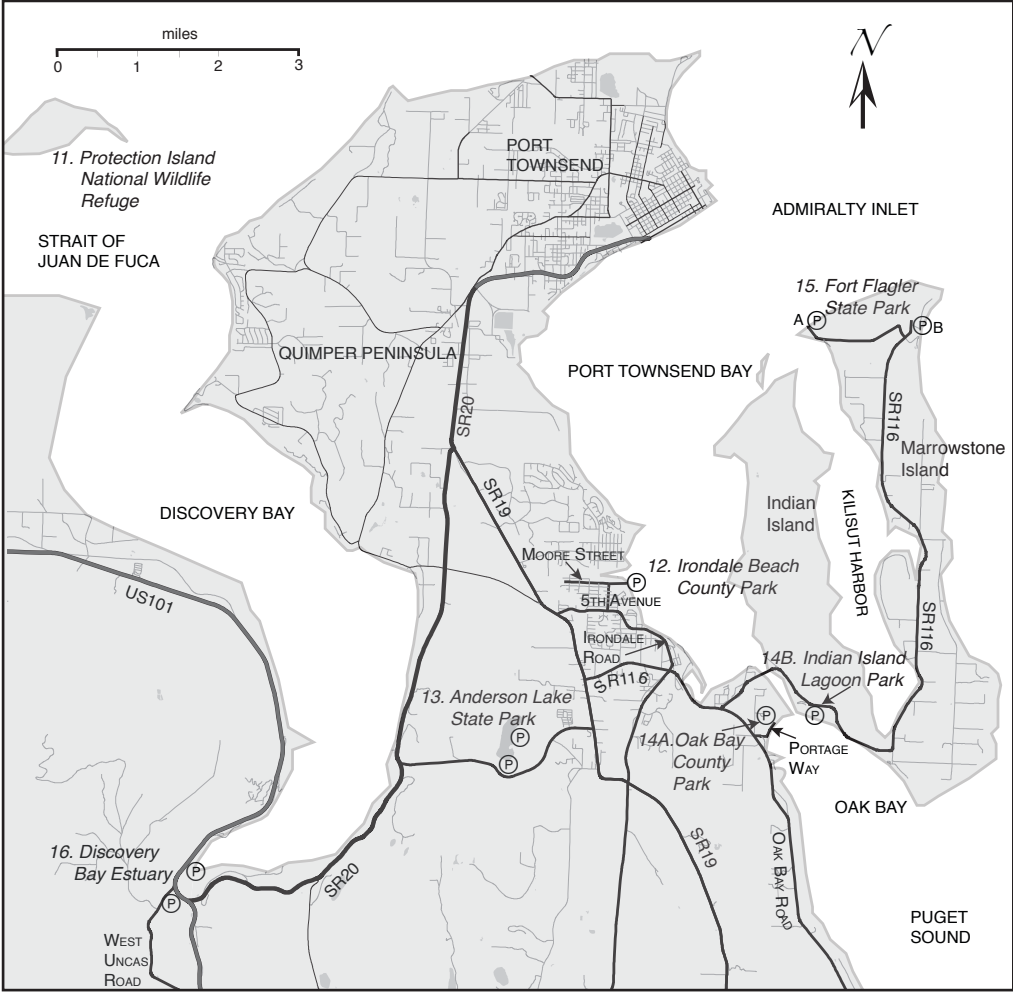 miles
0 1 2 3
N
11. Protection Island
National Wildlife
Refuge
STRAIT OF
JUAN DE FUCA
PORT
TOWNSEND
ADMIRALTY INLET
15. Fort Flagler
State Park
A P
P B
QUIMPER PENINSULA
PORT TOWNSEND BAY
SR20
SR116
Marrowstone
Island
SR19
Indian
Island
KILISUT HARBOR
DISCOVERY BAY
MOORE STREET
P
12. Irondale Beach
County Park
US101
5TH AVENUE
IRONDALE
ROAD
SR116
SR116
14B. Indian Island
Lagoon Park
P
13. Anderson Lake
State Park
P
P
14A. Oak Bay
County
Park
P
PORTAGE
WAY
OAK BAY
SR19
OAK BAY ROAD
16. Discovery
Bay Estuary
P
P
SR20
WEST
UNCAS
ROAD
PUGET
SOUND